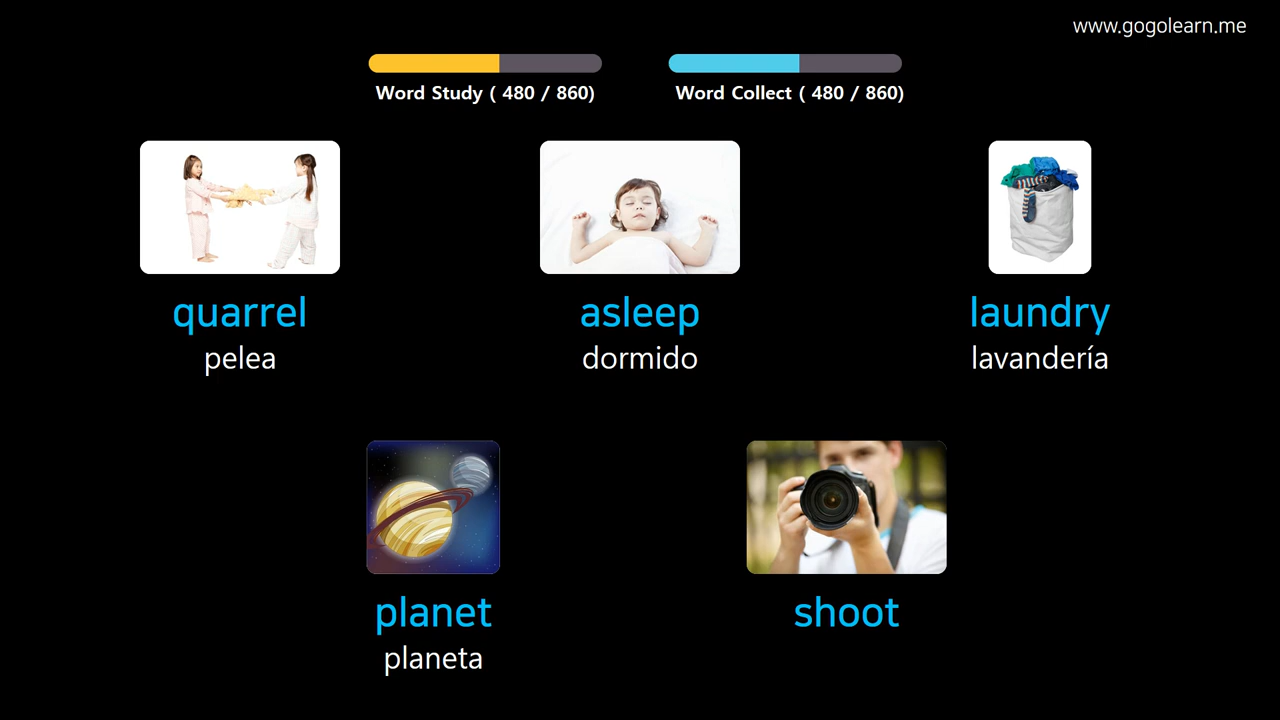 www.gogolearn.me
Word Study ( 480 / 860)
Word Collect ( 480 / 860)
quarrel
pelea
asleep
dormido
laundry
lavandería
planet
planeta
shoot